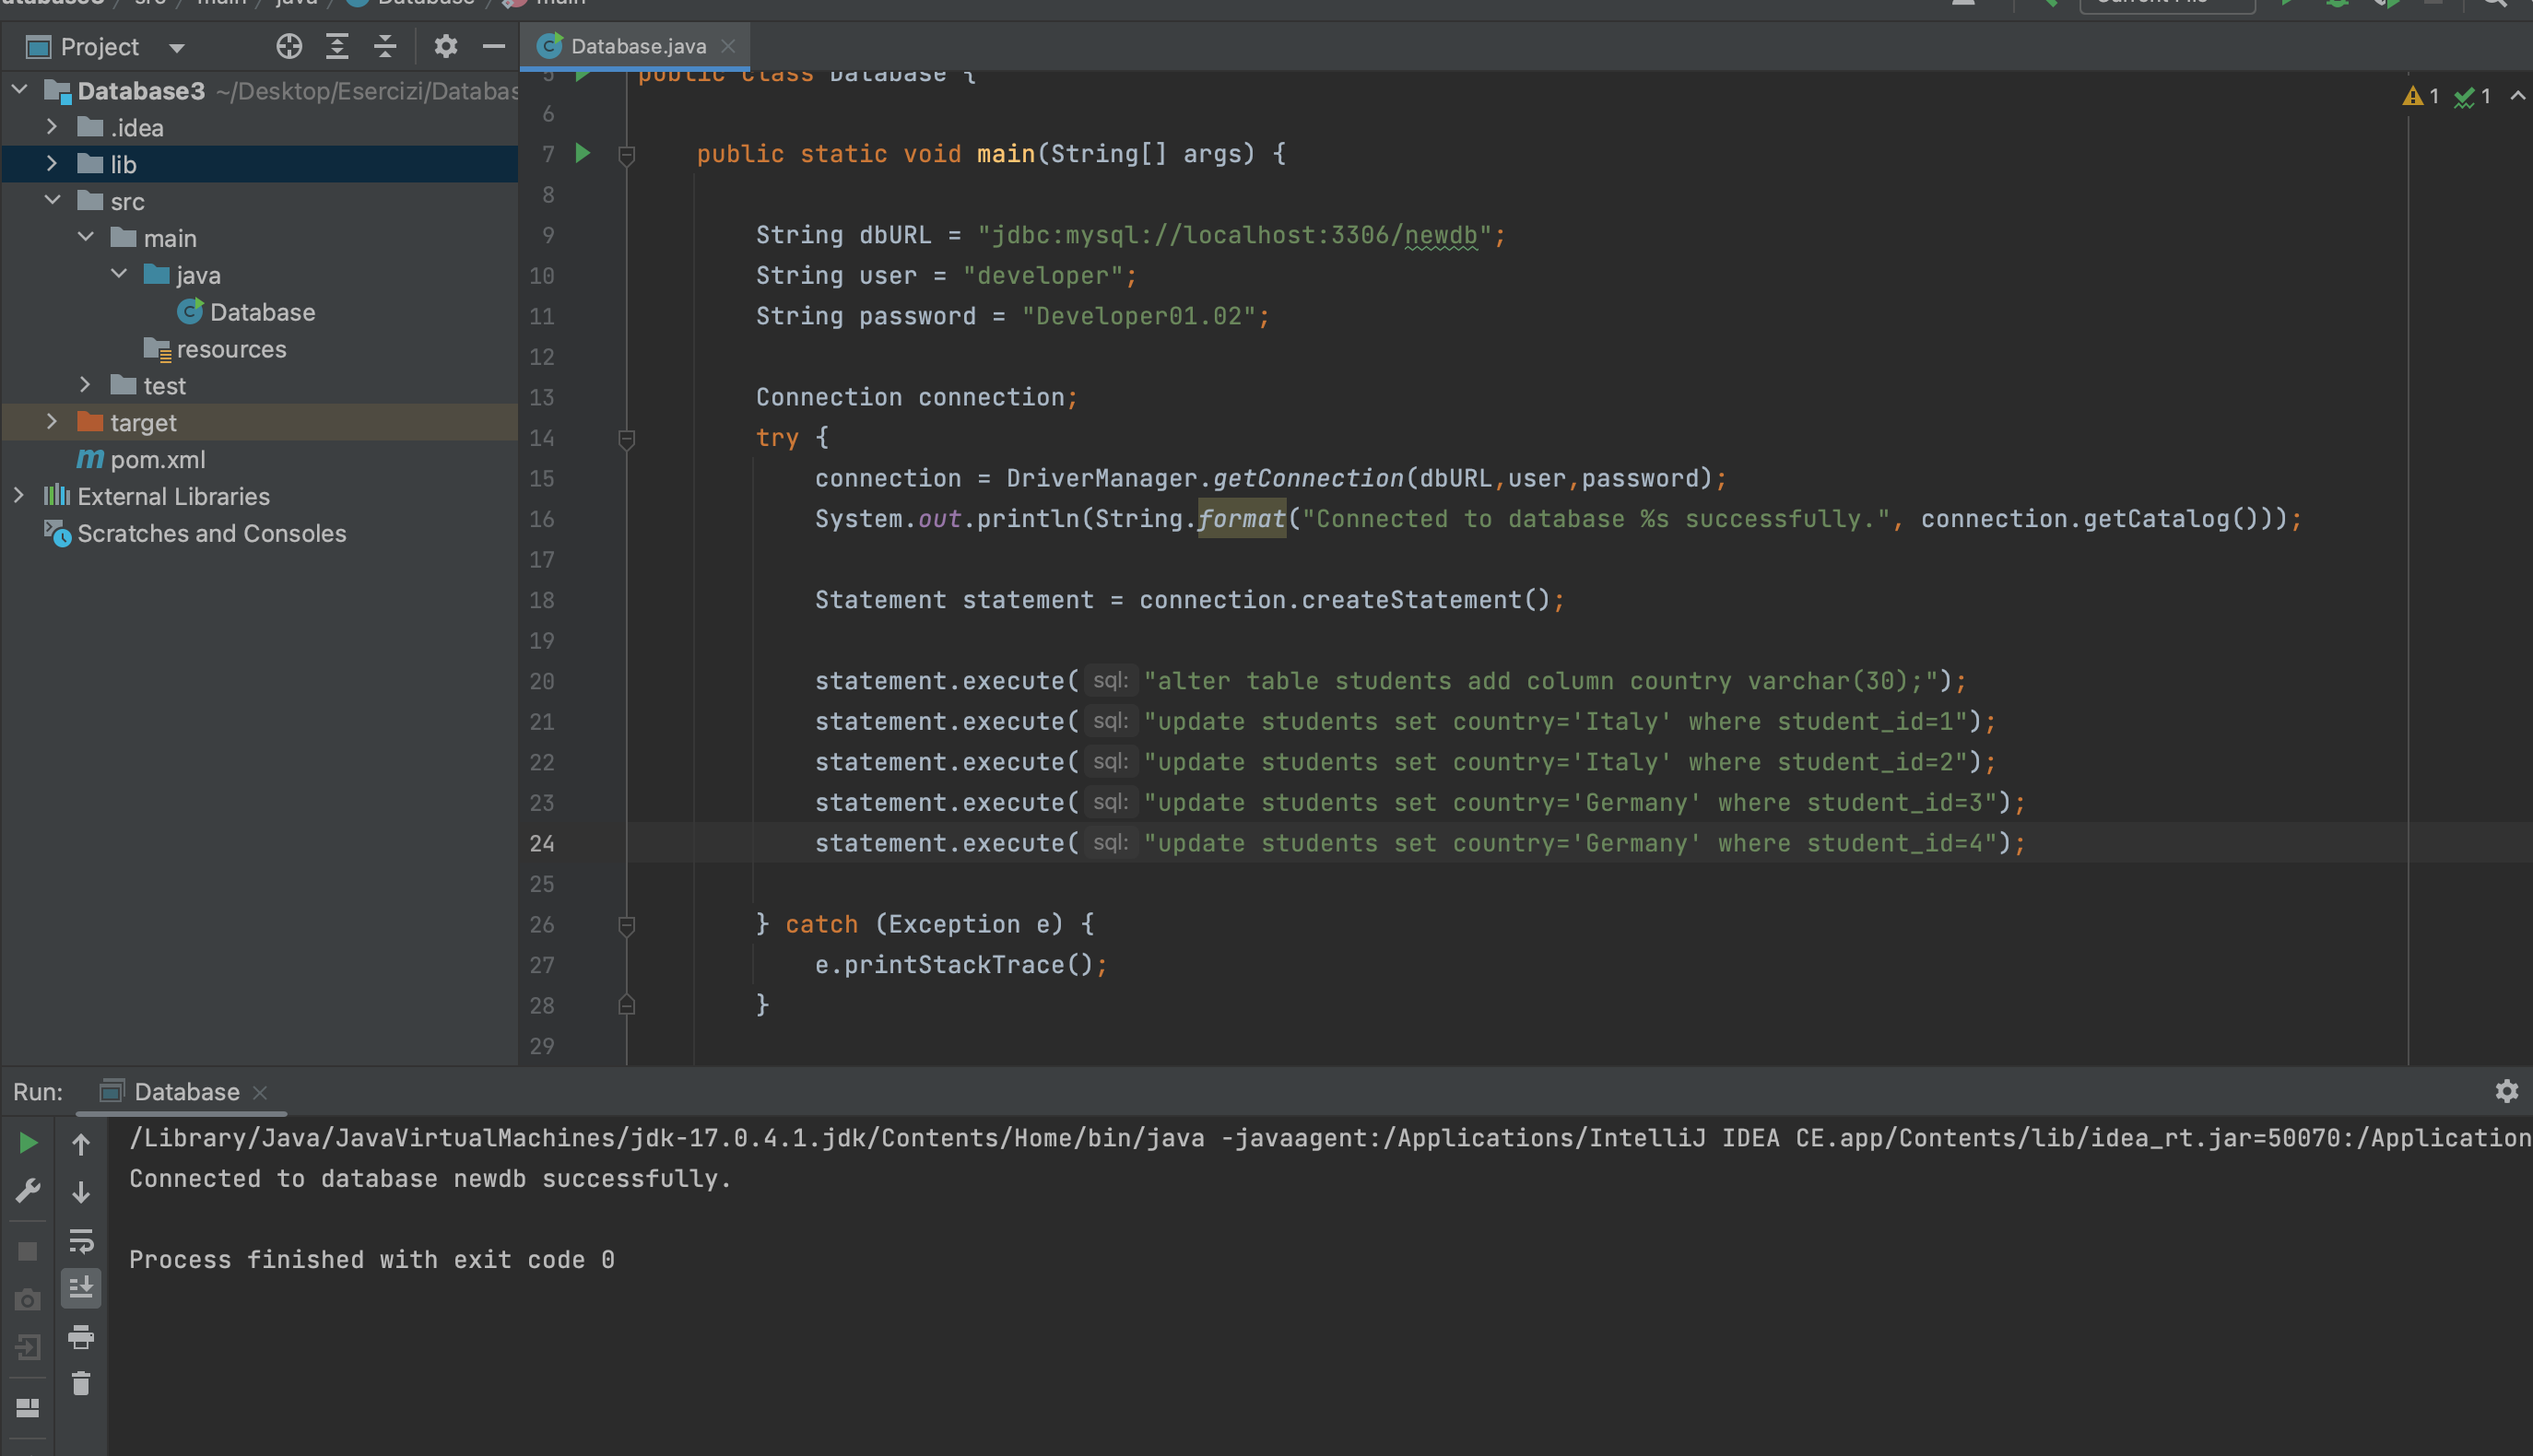 Database3 / src / main / java / Database / main
Current File
Project
Database.java
Database3 ~/Desktop/Esercizi/Databas
.idea
lib
src
main
java
Database
resources
test
target
pom.xml
External Libraries
Scratches and Consoles
1 1
5 public class Database {
6
7 public static void main(String[] args) {
8
9 String dbURL = "jdbc:mysql://localhost:3306/newdb";
10 String user = "developer";
11 String password = "Developer01.02";
12
13 Connection connection;
14 try {
15 connection = DriverManager.getConnection(dbURL,user,password);
16 System.out.println(String.format("Connected to database %s successfully.", connection.getCatalog()));
17
18 Statement statement = connection.createStatement();
19
20 statement.execute( sql: "alter table students add column country varchar(30);");
21 statement.execute( sql: "update students set country='Italy' where student_id=1");
22 statement.execute( sql: "update students set country='Italy' where student_id=2");
23 statement.execute( sql: "update students set country='Germany' where student_id=3");
24 statement.execute( sql: "update students set country='Germany' where student_id=4");
25
26 } catch (Exception e) {
27 e.printStackTrace();
28 }
29
Run: Database
/Library/Java/JavaVirtualMachines/jdk-17.0.4.1.jdk/Contents/Home/bin/java -javaagent:/Applications/IntelliJ IDEA CE.app/Contents/lib/idea_rt.jar=50070:/Application
Connected to database newdb successfully.
Process finished with exit code 0